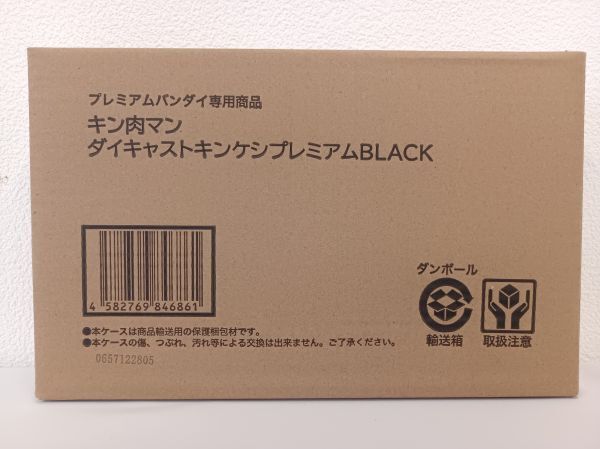 プレミアムバンダイ専用商品
キン肉マン
ダイキャストキンケシプレミアムBLACK
4 582769 846861
ダンボール
輸送箱
取扱注意
●本ケースは商品輸送用の保護梱包材です。
●本ケースの傷、つぶれ、汚れ等による交換は出来ません。ご了承ください。
0657122805